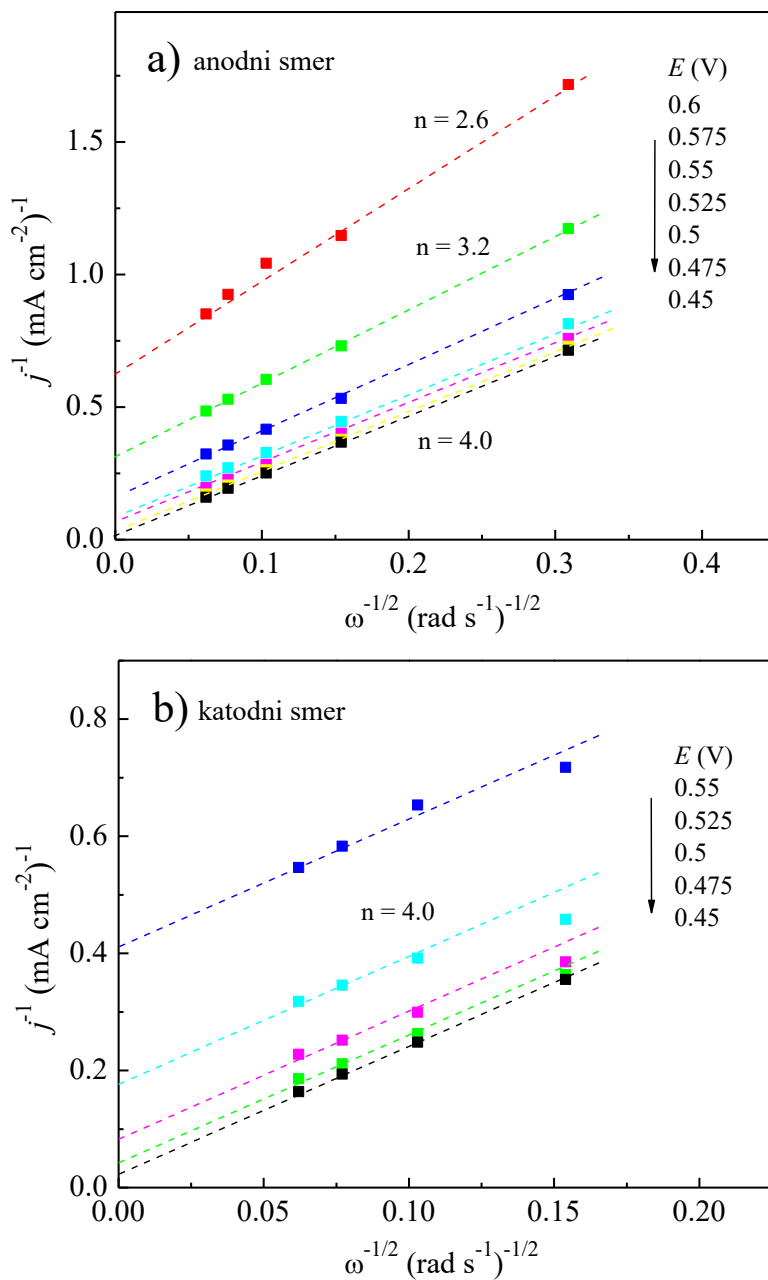 a) anodni smer
E (V)
0.6
0.575
0.55
0.525
0.5
0.475
0.45
n = 2.6
n = 3.2
n = 4.0
j⁻¹ (mA cm⁻²)⁻¹
1.5
1.0
0.5
0.0
0.0 0.1 0.2 0.3 0.4
ω⁻¹/² (rad s⁻¹)⁻¹/²
b) katodni smer
E (V)
0.55
0.525
0.5
0.475
0.45
n = 4.0
j⁻¹ (mA cm⁻²)⁻¹
0.8
0.6
0.4
0.2
0.0
0.00 0.05 0.10 0.15 0.20
ω⁻¹/² (rad s⁻¹)⁻¹/²